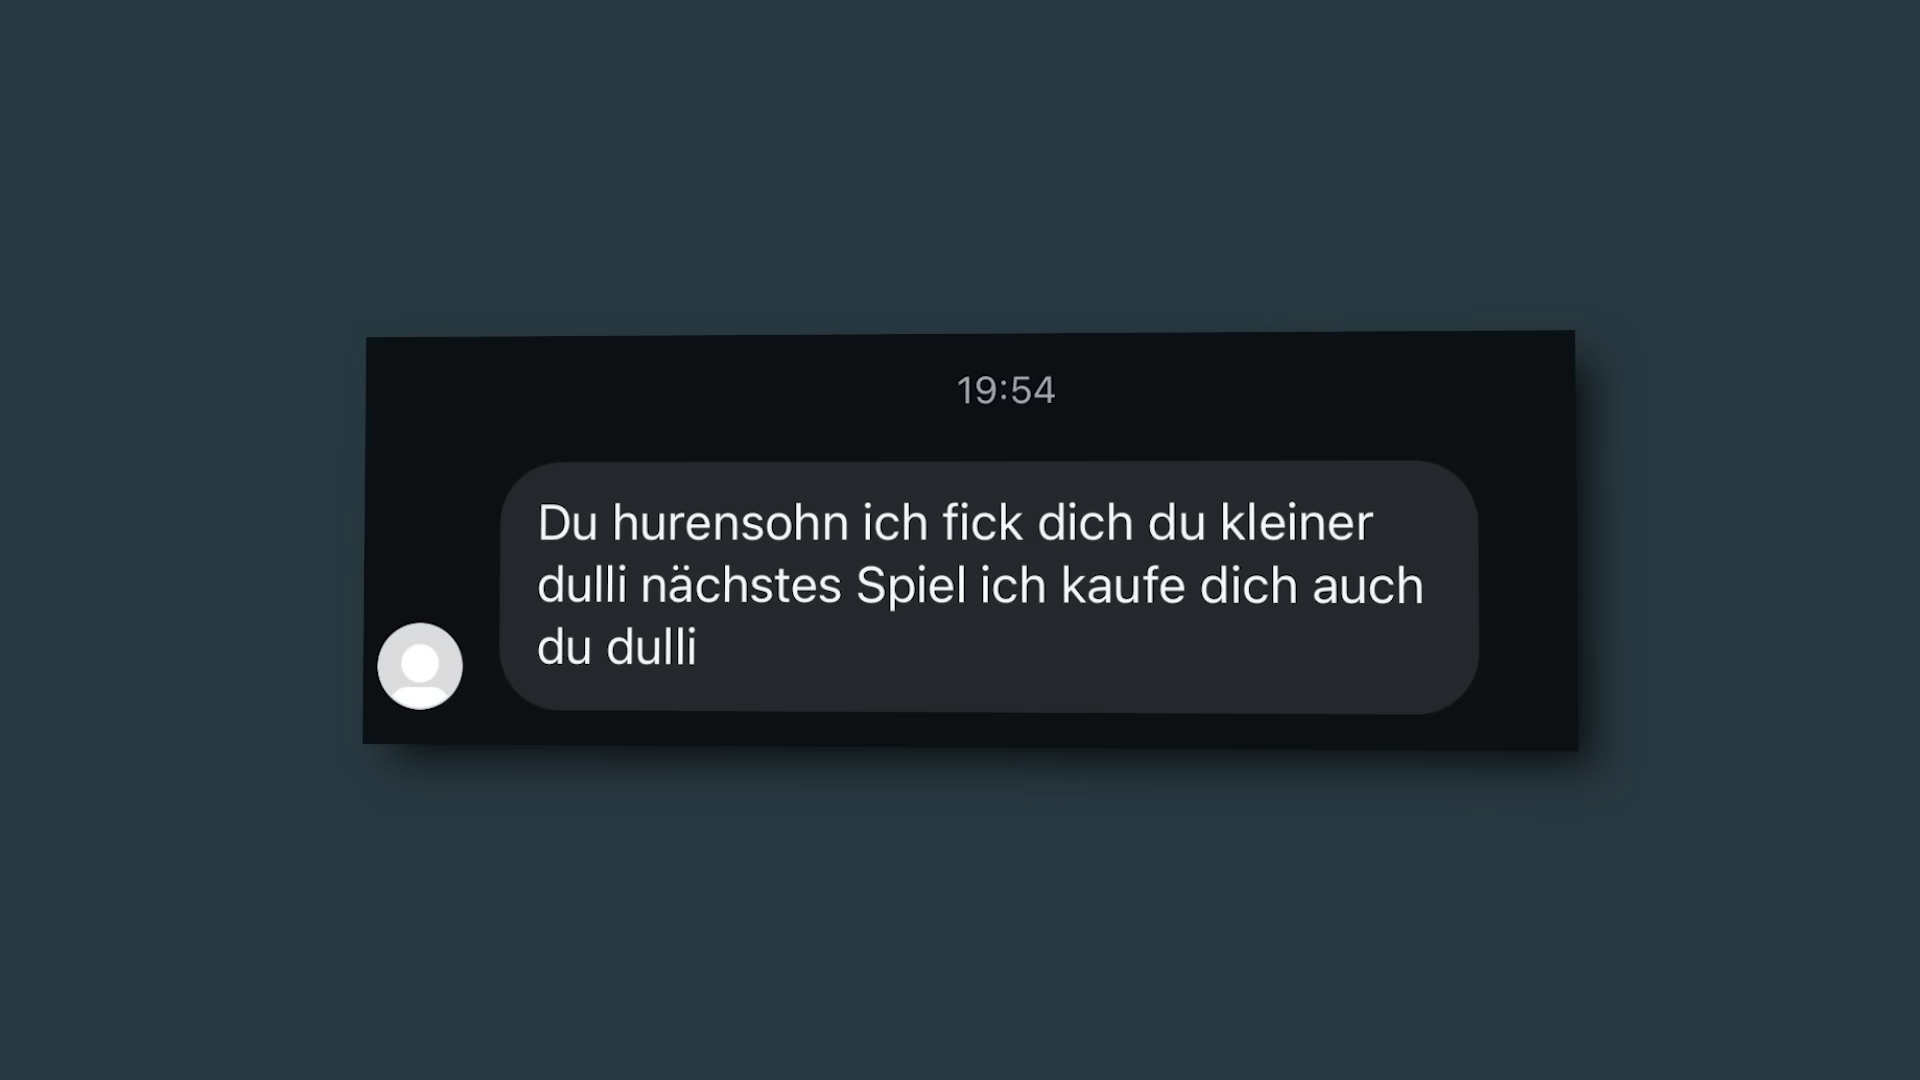 19:54
Du hurensohn ich fick dich du kleiner
dulli nächstes Spiel ich kaufe dich auch
du dulli